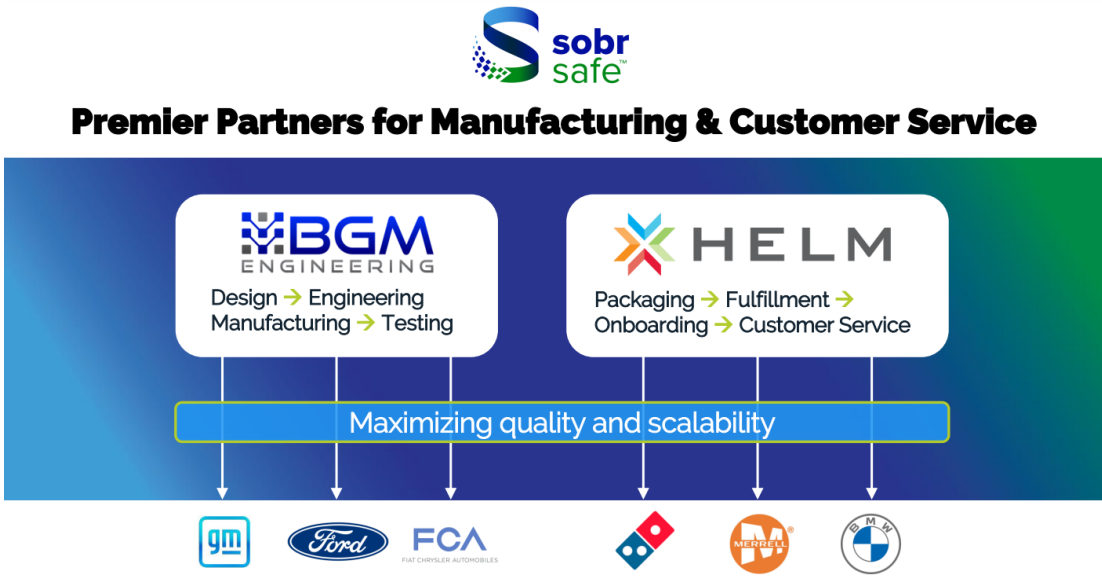 sobr
safe™
Premier Partners for Manufacturing & Customer Service
BGM
ENGINEERING
Design → Engineering
Manufacturing → Testing
HELM
Packaging → Fulfillment →
Onboarding → Customer Service
Maximizing quality and scalability
gm
Ford
FCA
FIAT CHRYSLER AUTOMOBILES
M
MERRELL®
BMW